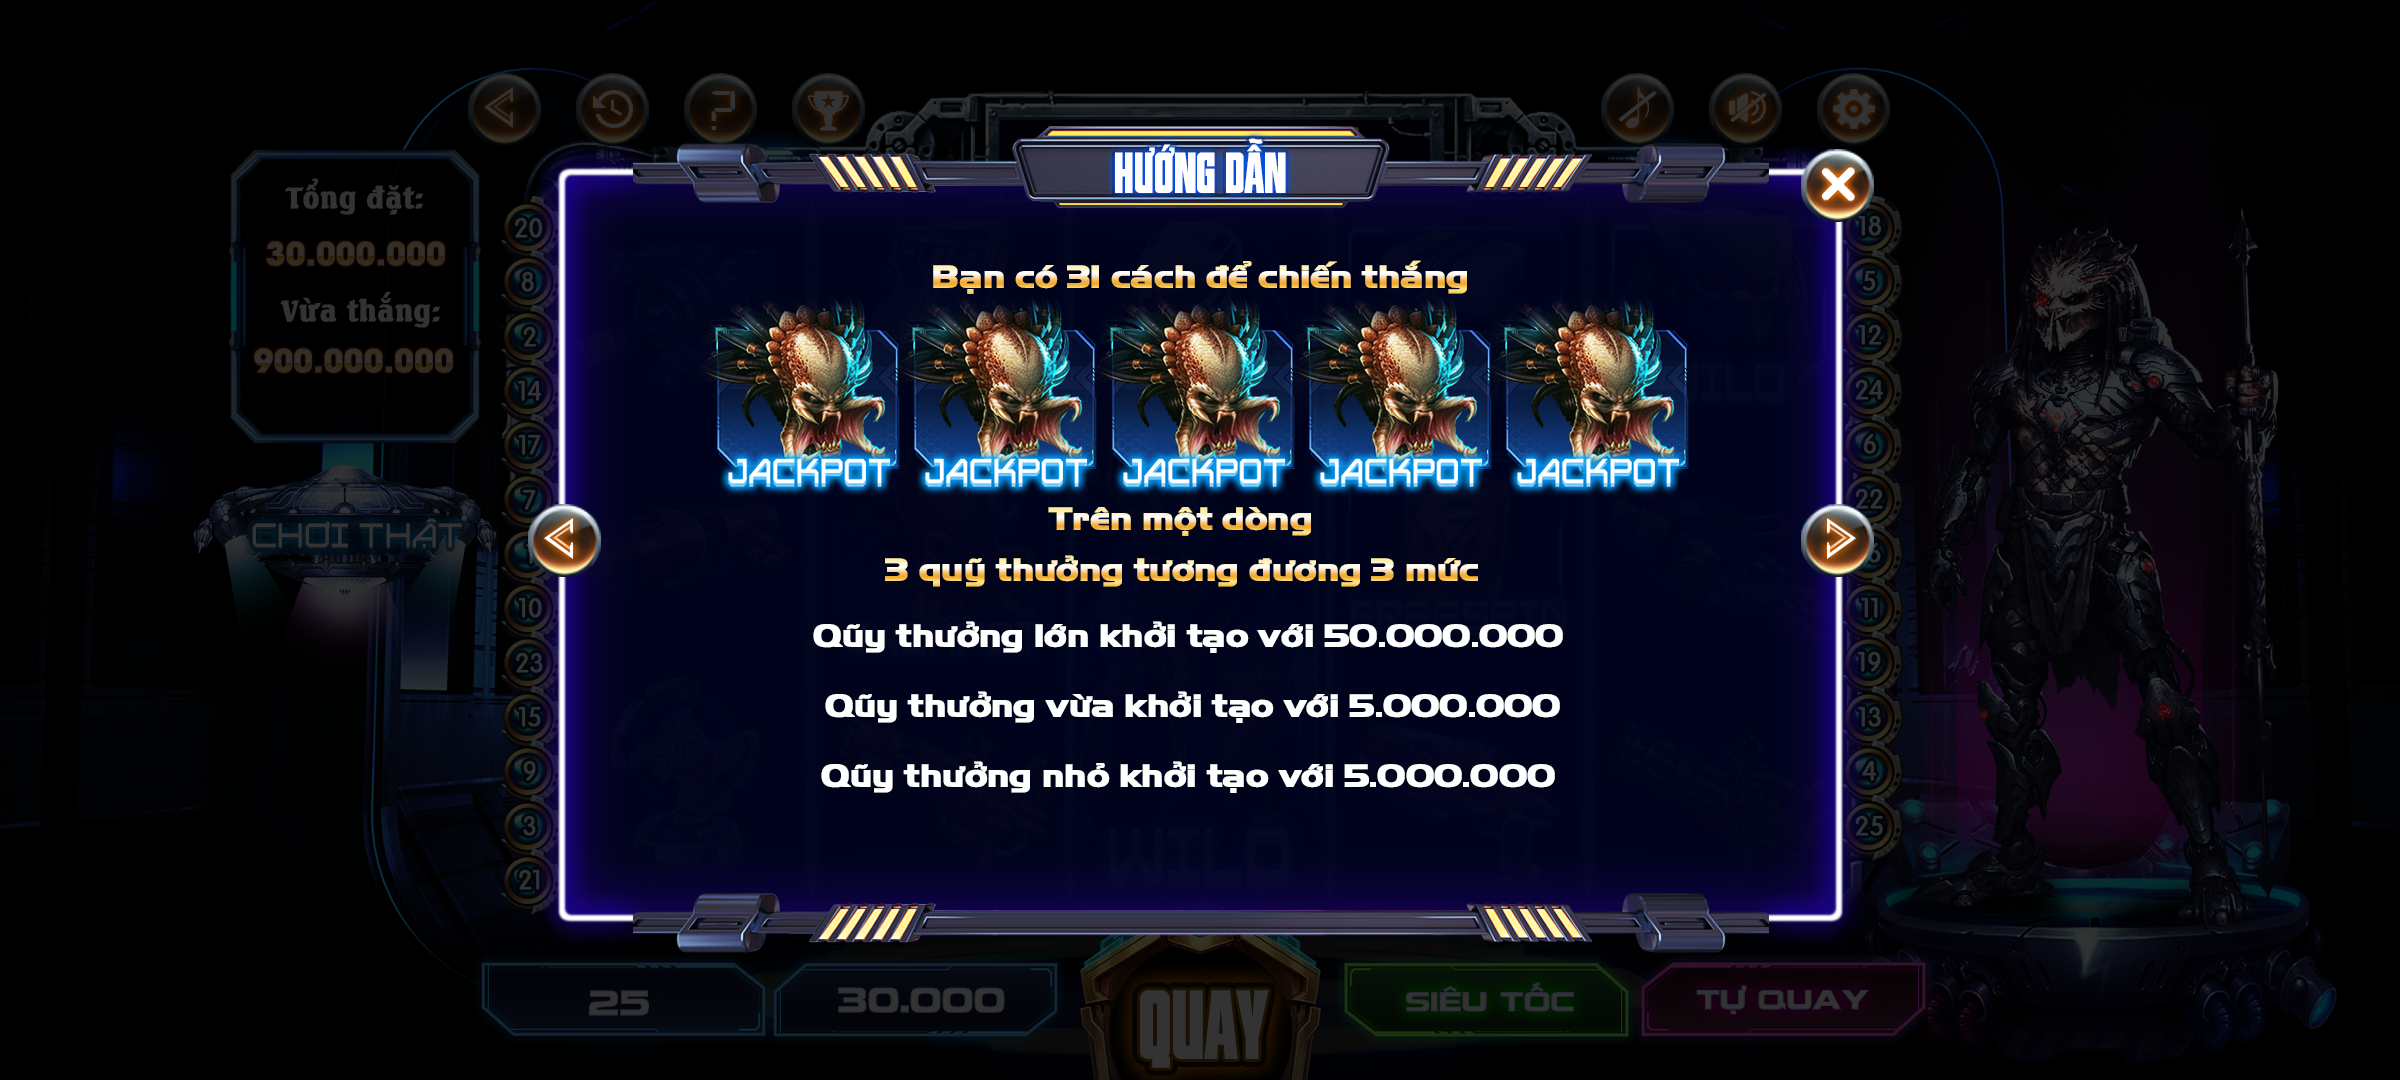 HƯỚNG DẪN
Tổng đặt:
30.000.000
Vừa thắng:
900.000.000
CHƠI THẬT
20
8
2
14
17
7
10
23
15
9
3
21
Bạn có 31 cách để chiến thắng
JACKPOT JACKPOT JACKPOT JACKPOT JACKPOT
Trên một dòng
3 quỹ thưởng tương đương 3 mức
Qũy thưởng lớn khởi tạo với 50.000.000
Qũy thưởng vừa khởi tạo với 5.000.000
Qũy thưởng nhỏ khởi tạo với 5.000.000
WILD
18
5
12
24
6
22
11
19
13
4
25
25
30.000
QUAY
SIÊU TỐC
TỰ QUAY